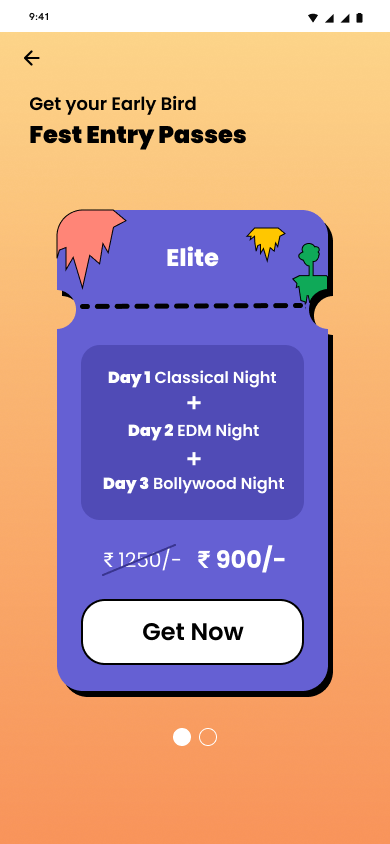 9:41
Get your Early Bird
Fest Entry Passes
Elite
Day 1 Classical Night
+
Day 2 EDM Night
+
Day 3 Bollywood Night
₹ 1250/- ₹ 900/-
Get Now